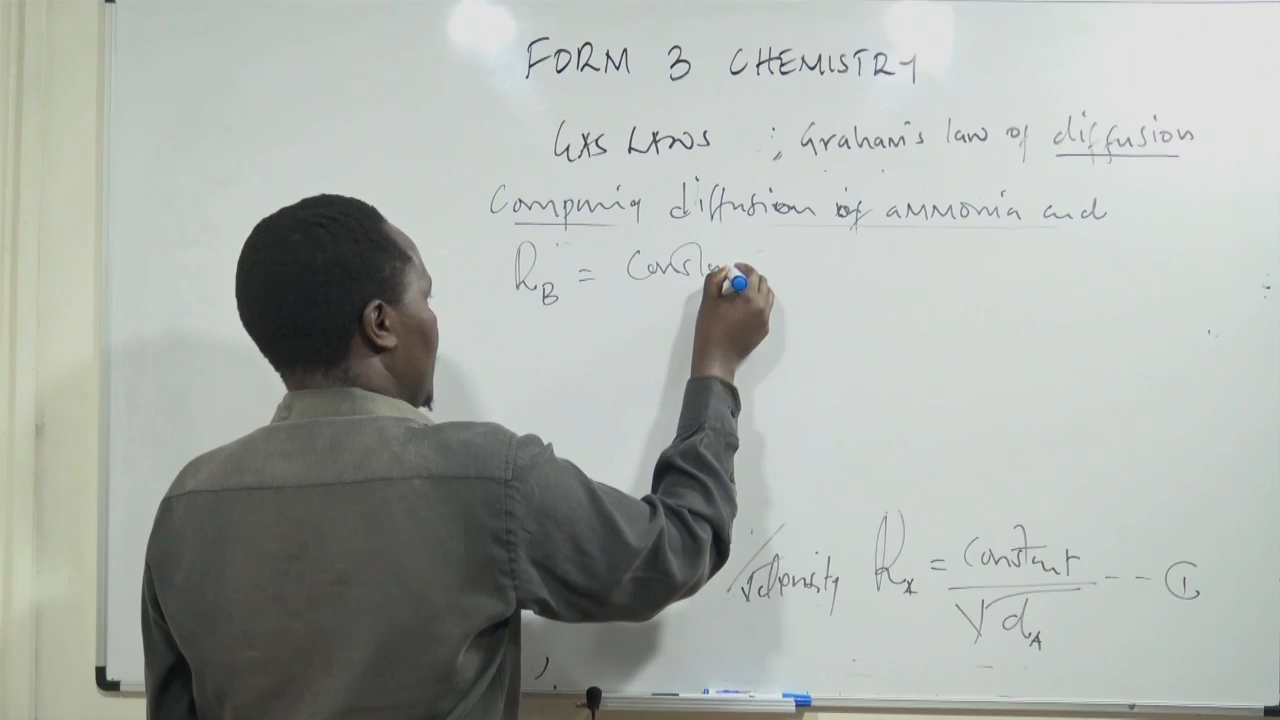 FORM 3 CHEMISTRY
GAS LAWS ; Graham's law of diffusion
Comparing diffusion of ammonia and
R_B = Consta
/√density R_A = Constant / √d_A -- ①